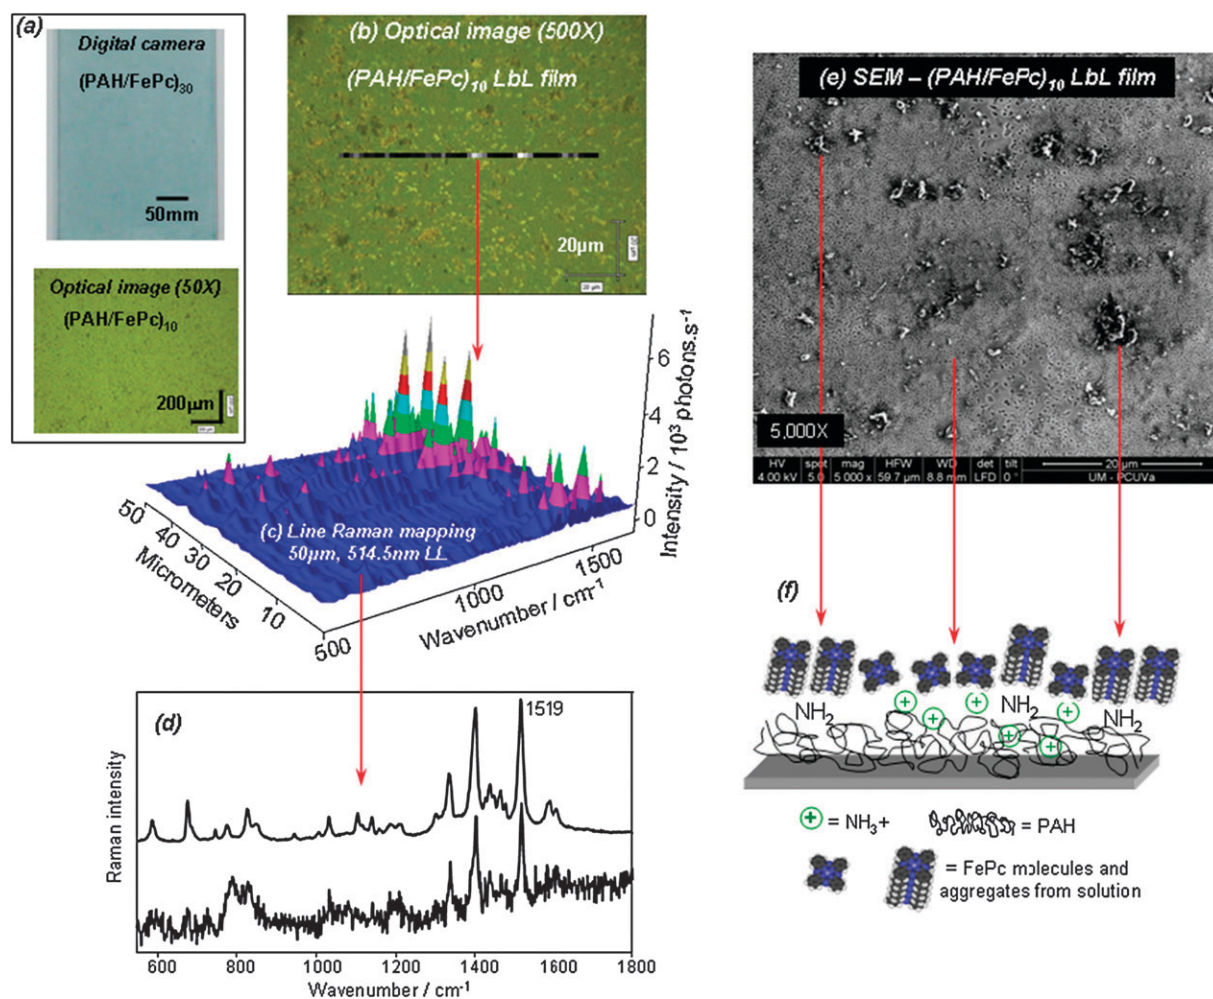 (a)
Digital camera
(PAH/FePc)30
50mm
Optical image (50X)
(PAH/FePc)10
200µm
(b) Optical image (500X)
(PAH/FePc)10 LbL film
20µm
20 µm
6
4
2
0
Intensity / 10³ photons.s⁻¹
(c) Line Raman mapping
50µm, 514.5nm LL
50
40
30
20
10
Micrometers
500
1000
1500
Wavenumber / cm⁻¹
(d)
1519
Raman intensity
600 800 1000 1200 1400 1600 1800
Wavenumber / cm⁻¹
(e) SEM – (PAH/FePc)10 LbL film
5,000X
HV spot mag HFW WD det tilt 20 µm
4.00 kV 5.0 5 000 x 59.7 µm 8.8 mm LFD 0° UM - PCUVa
(f)
NH2 NH2 NH2
+ + + + + +
+ = NH3+ = PAH
= FePc molecules and
aggregates from solution